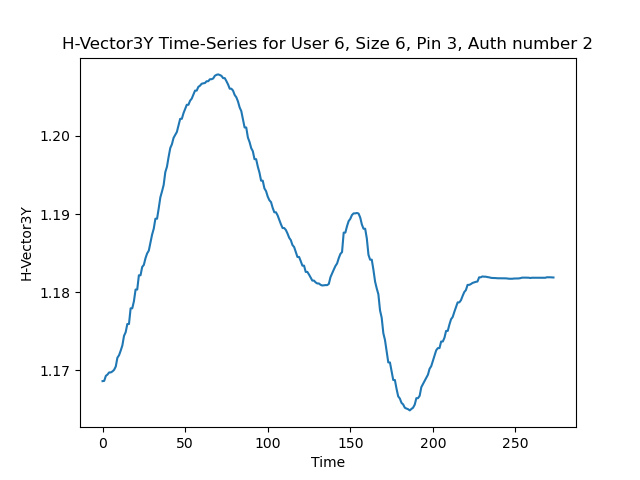 H-Vector3Y Time-Series for User 6, Size 6, Pin 3, Auth number 2
H-Vector3Y
1.20
1.19
1.18
1.17
0 50 100 150 200 250
Time